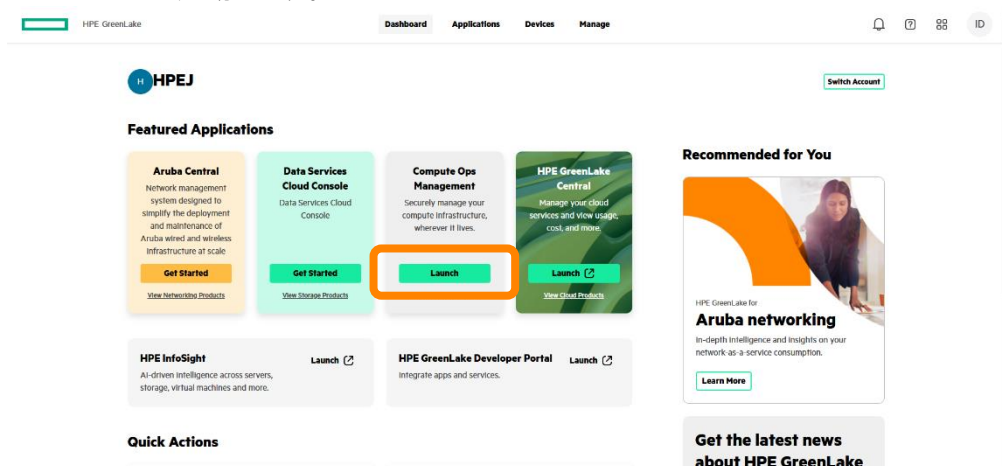 HPE GreenLake
Dashboard
Applications
Devices
Manage
ID
H
HPEJ
Switch Account
Featured Applications
Aruba Central
Network management
system designed to
simplify the deployment
and maintenance of
Aruba wired and wireless
infrastructure at scale
Get Started
View Networking Products
Data Services
Cloud Console
Data Services Cloud
Console
Get Started
View Storage Products
Compute Ops
Management
Securely manage your
compute infrastructure,
wherever it lives.
Launch
HPE GreenLake
Central
Manage your cloud
services and view usage,
cost, and more.
Launch
View Cloud Products
HPE InfoSight
Launch
AI-driven intelligence across servers,
storage, virtual machines and more.
HPE GreenLake Developer Portal
Launch
Integrate apps and services.
Quick Actions
Recommended for You
HPE GreenLake for
Aruba networking
In-depth intelligence and insights on your
network-as-a-service consumption.
Learn More
Get the latest news
about HPE GreenLake